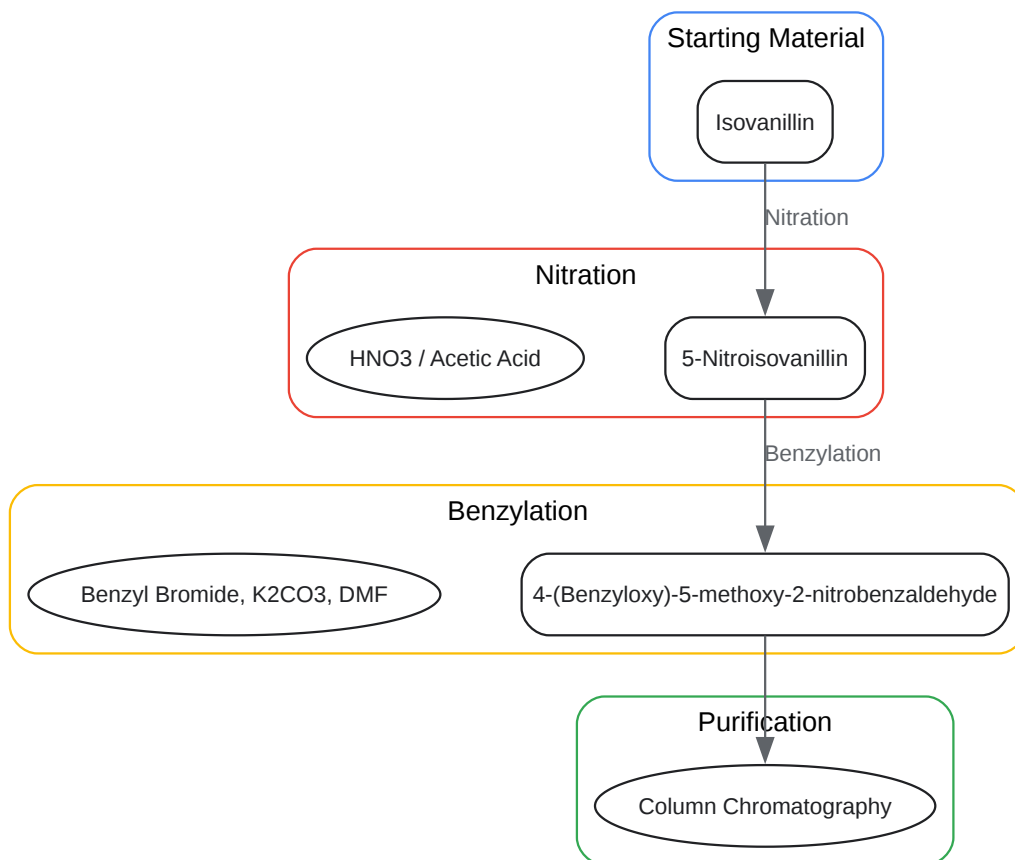 Starting Material
Isovanillin
Nitration
Nitration
HNO3 / Acetic Acid
5-Nitroisovanillin
Benzylation
Benzylation
Benzyl Bromide, K2CO3, DMF
4-(Benzyloxy)-5-methoxy-2-nitrobenzaldehyde
Purification
Column Chromatography